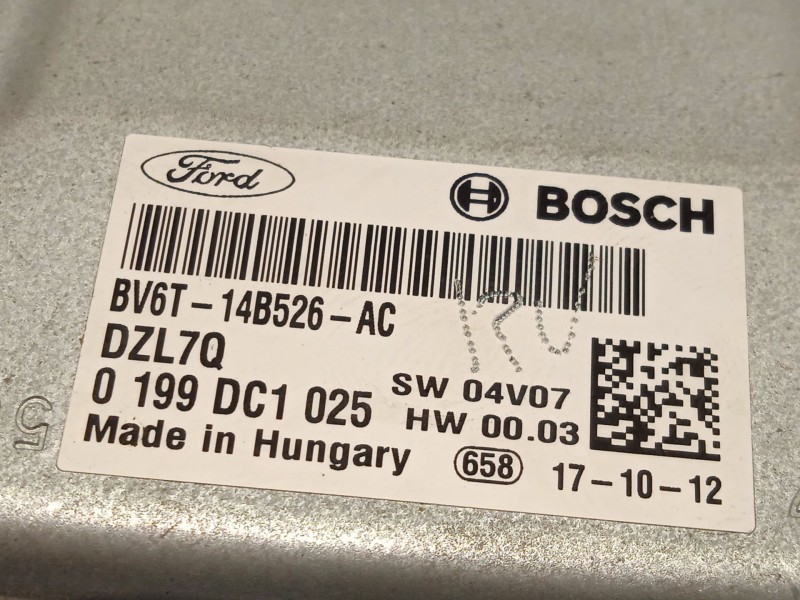 Ford
BOSCH
BV6T-14B526-AC
DZL7Q
0 199 DC1 025
SW 04V07
HW 00.03
Made in Hungary
658
17-10-12